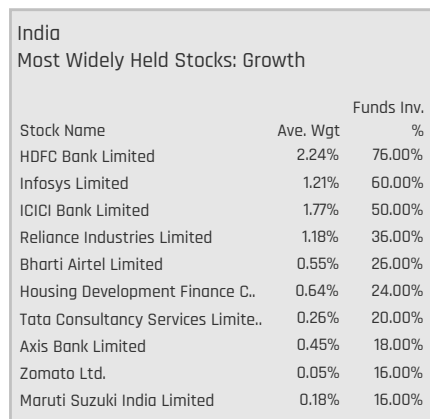 India
Most Widely Held Stocks: Growth
Funds Inv.
Stock Name Ave. Wgt %
HDFC Bank Limited 2.24% 76.00%
Infosys Limited 1.21% 60.00%
ICICI Bank Limited 1.77% 50.00%
Reliance Industries Limited 1.18% 36.00%
Bharti Airtel Limited 0.55% 26.00%
Housing Development Finance C.. 0.64% 24.00%
Tata Consultancy Services Limite.. 0.26% 20.00%
Axis Bank Limited 0.45% 18.00%
Zomato Ltd. 0.05% 16.00%
Maruti Suzuki India Limited 0.18% 16.00%